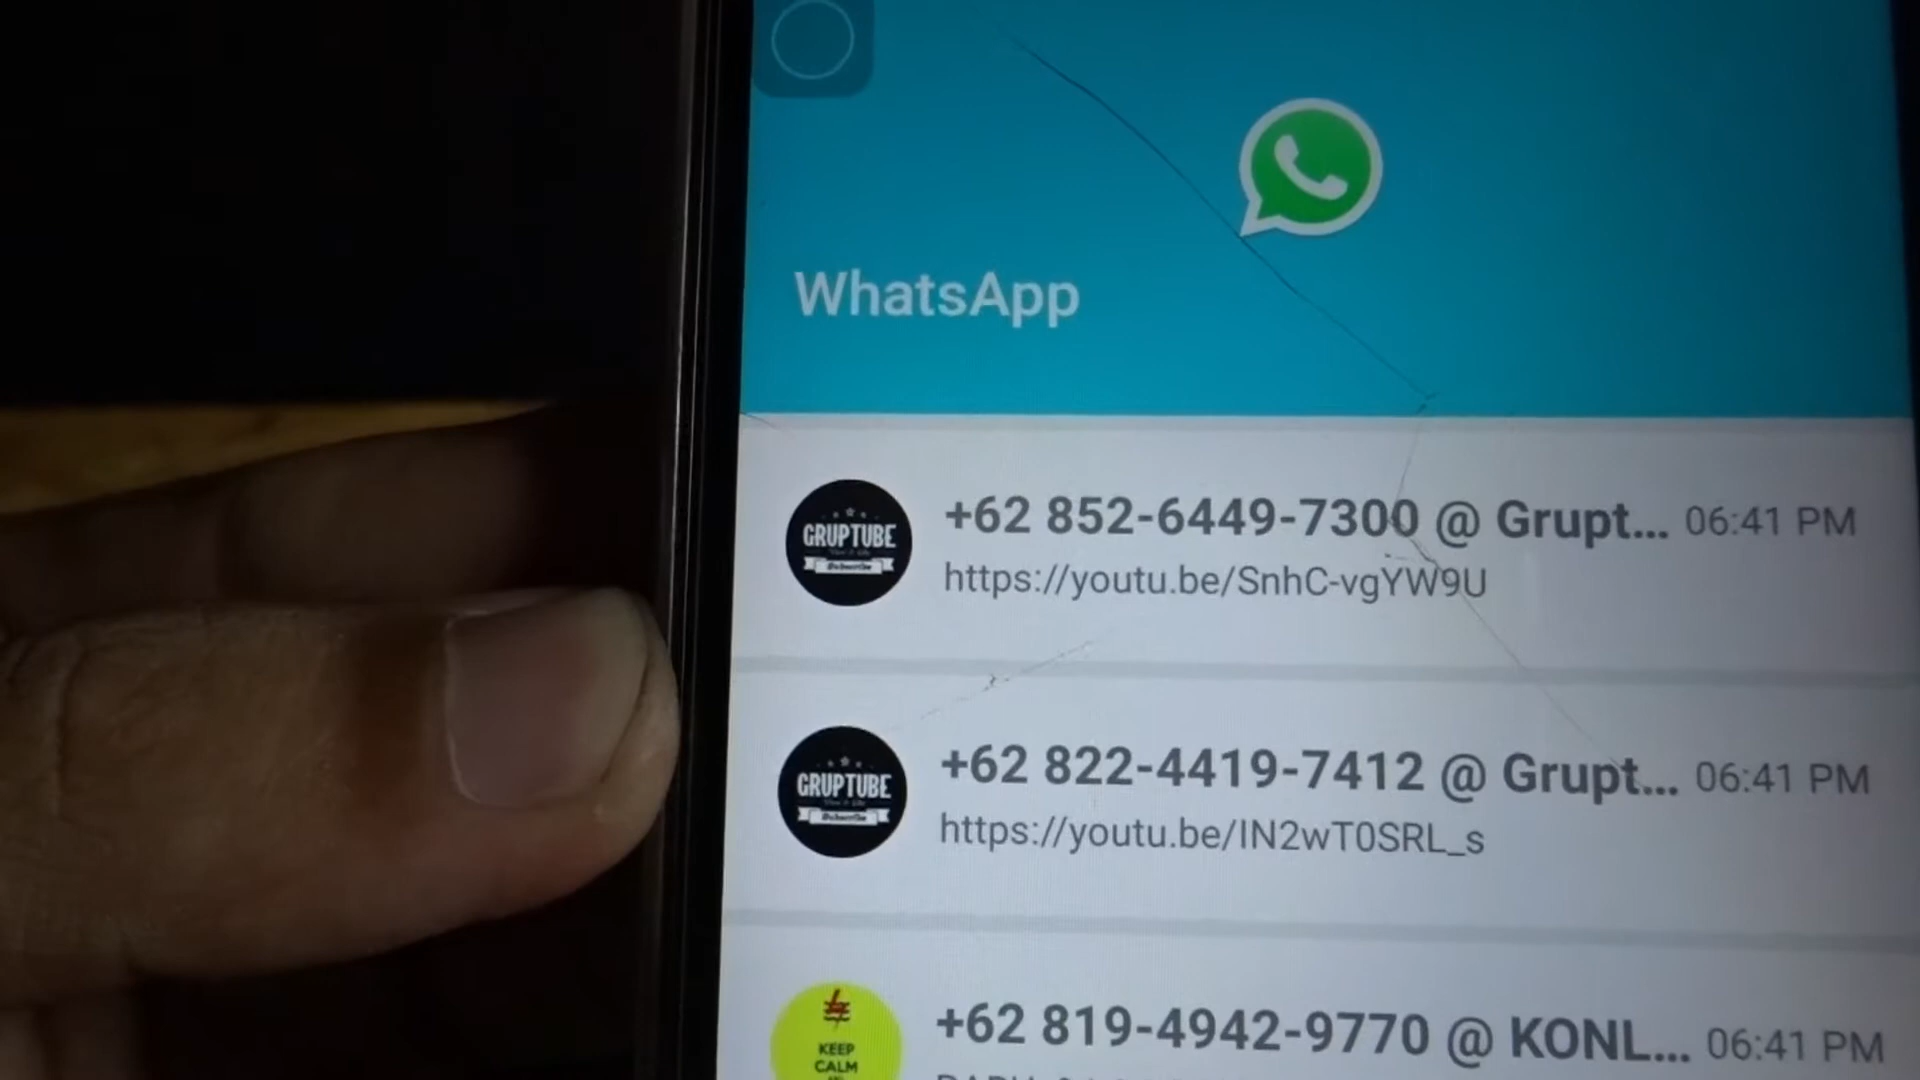 WhatsApp
GRUPTUBE
+62 852-6449-7300 @ Grupt... 06:41 PM
https://youtu.be/SnhC-vgYW9U
GRUPTUBE
+62 822-4419-7412 @ Grupt... 06:41 PM
https://youtu.be/IN2wT0SRL_s
KEEP
CALM
+62 819-4942-9770 @ KONL... 06:41 PM